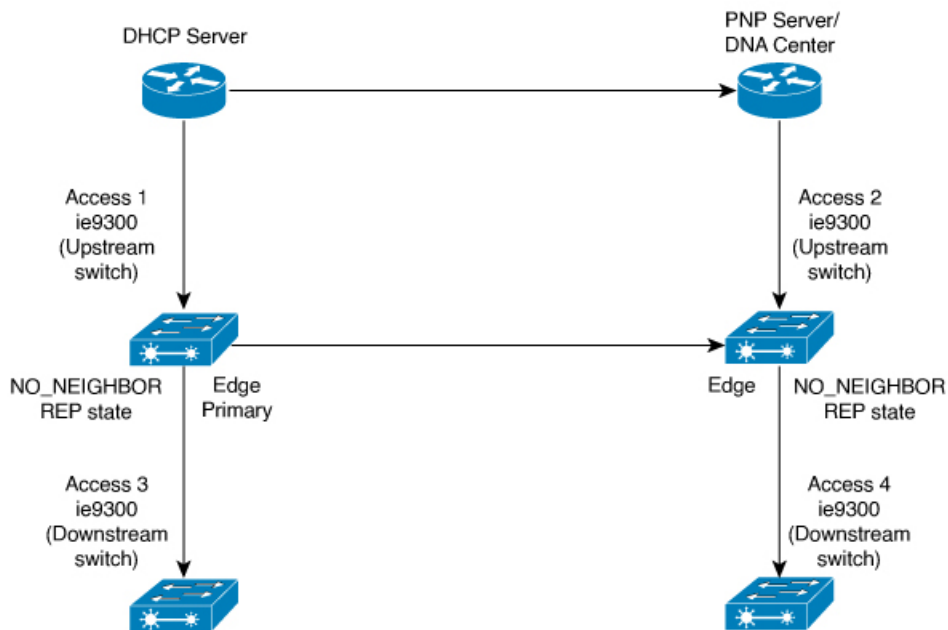 DHCP Server
PNP Server/
DNA Center
Access 1
ie9300
(Upstream
switch)
Access 2
ie9300
(Upstream
switch)
NO_NEIGHBOR
REP state
Edge
Primary
Edge
NO_NEIGHBOR
REP state
Access 3
ie9300
(Downstream
switch)
Access 4
ie9300
(Downstream
switch)